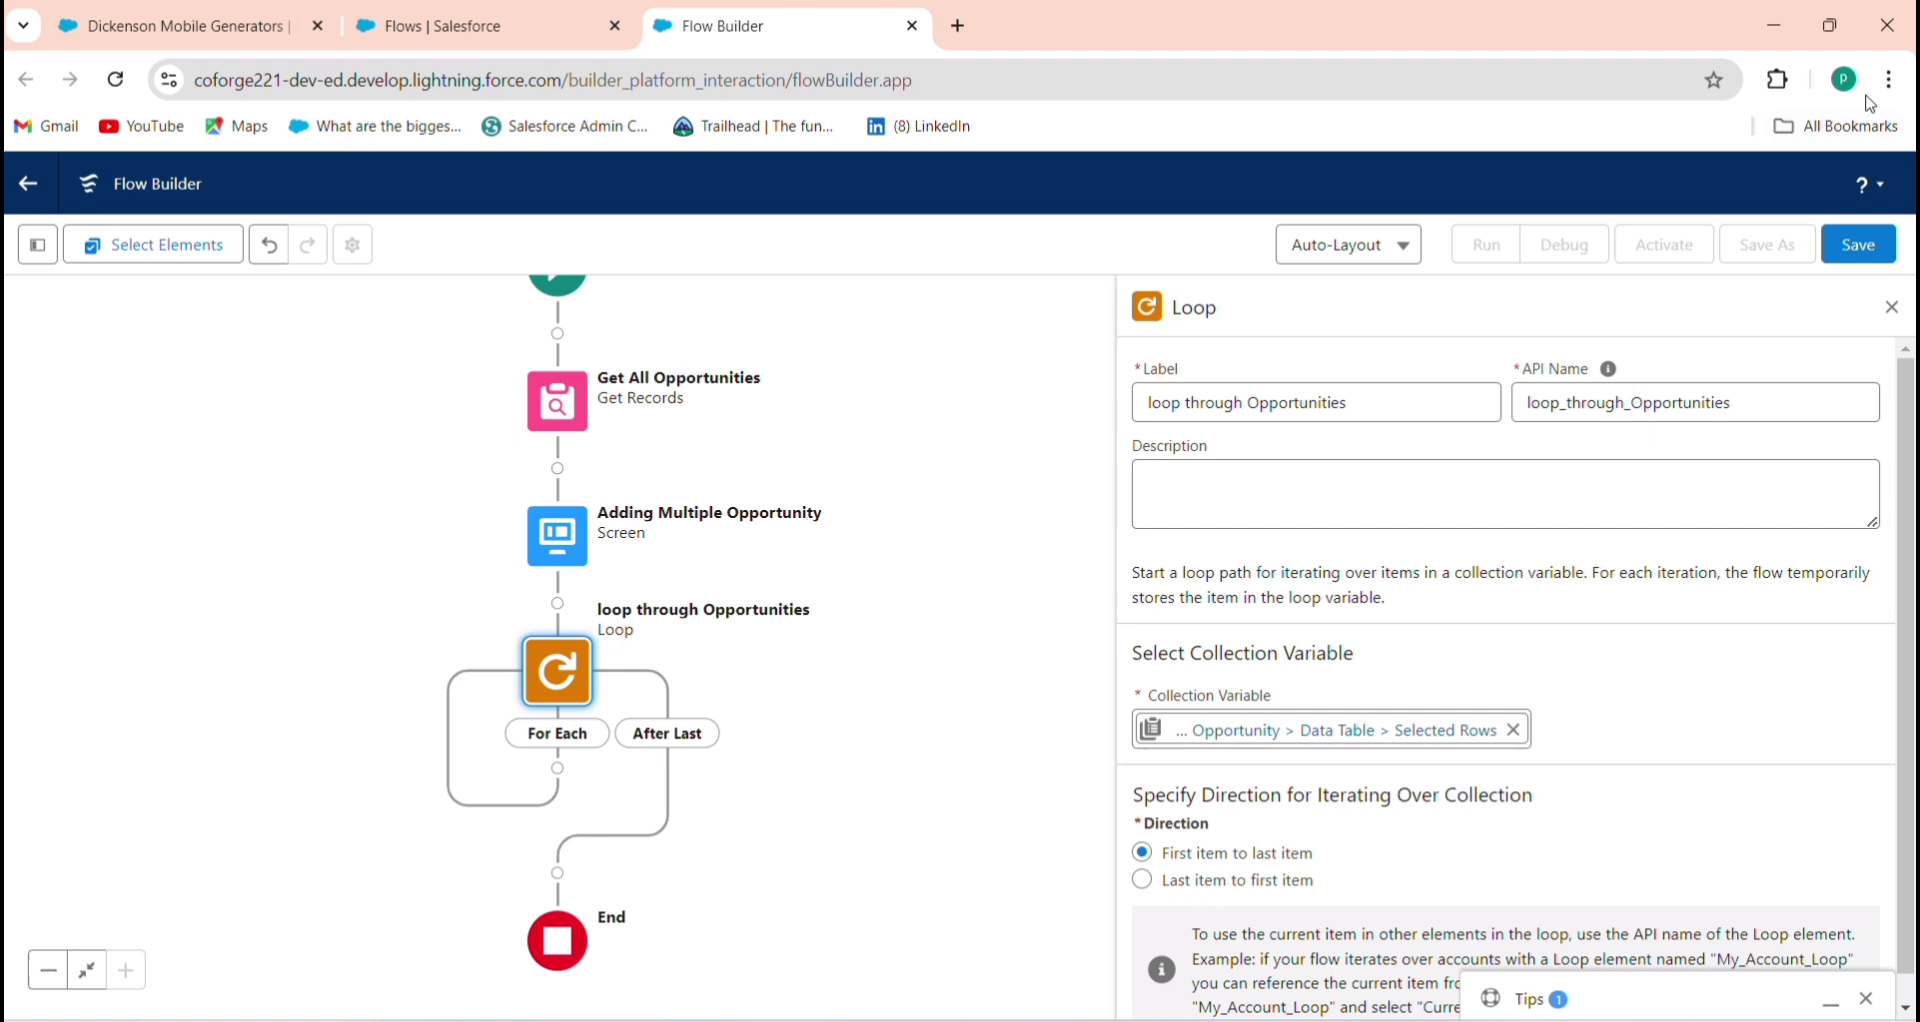 Dickenson Mobile Generators |
Flows | Salesforce
Flow Builder
coforge221-dev-ed.develop.lightning.force.com/builder_platform_interaction/flowBuilder.app
P
Gmail
YouTube
Maps
What are the bigges...
Salesforce Admin C...
Trailhead | The fun...
(8) LinkedIn
All Bookmarks
Flow Builder
?
Select Elements
Auto-Layout
Run
Debug
Activate
Save As
Save
Get All Opportunities
Get Records
Adding Multiple Opportunity
Screen
loop through Opportunities
Loop
For Each
After Last
End
Loop
* Label
* API Name
loop through Opportunities
loop_through_Opportunities
Description
Start a loop path for iterating over items in a collection variable. For each iteration, the flow temporarily
stores the item in the loop variable.
Select Collection Variable
* Collection Variable
... Opportunity > Data Table > Selected Rows
Specify Direction for Iterating Over Collection
* Direction
First item to last item
Last item to first item
To use the current item in other elements in the loop, use the API name of the Loop element.
Example: if your flow iterates over accounts with a Loop element named "My_Account_Loop"
you can reference the current item
"My_Account_Loop" and select
Tips 1